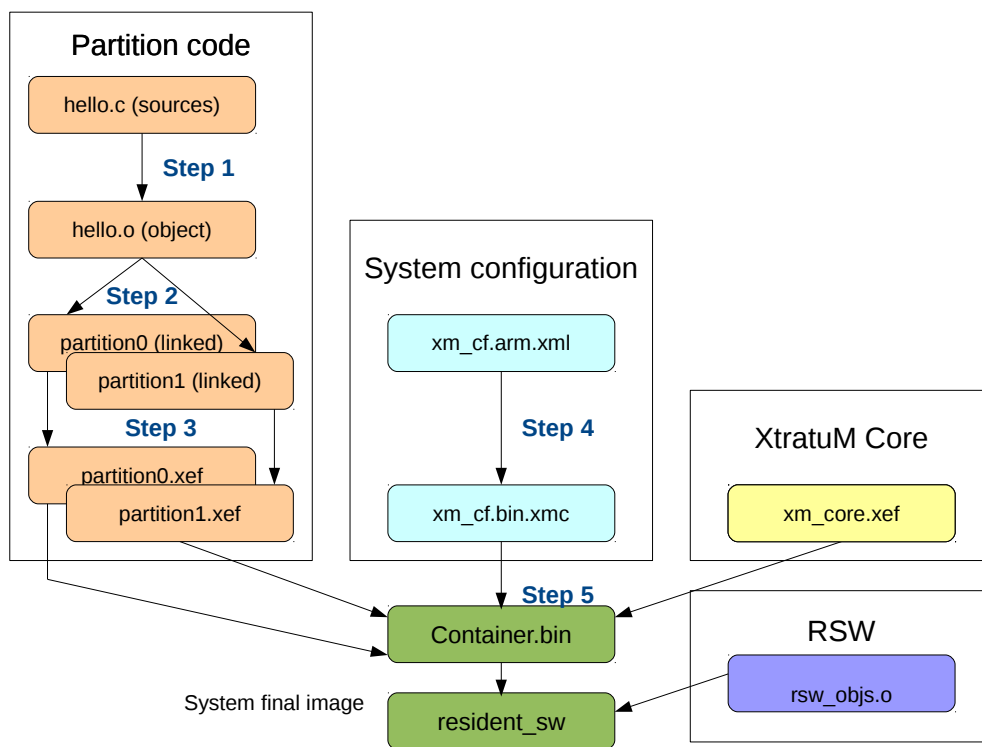 Partition code
hello.c (sources)
Step 1
hello.o (object)
Step 2
partition0 (linked)
partition1 (linked)
Step 3
partition0.xef
partition1.xef
System configuration
xm_cf.arm.xml
Step 4
xm_cf.bin.xmc
XtratuM Core
xm_core.xef
Step 5
Container.bin
RSW
rsw_objs.o
System final image
resident_sw